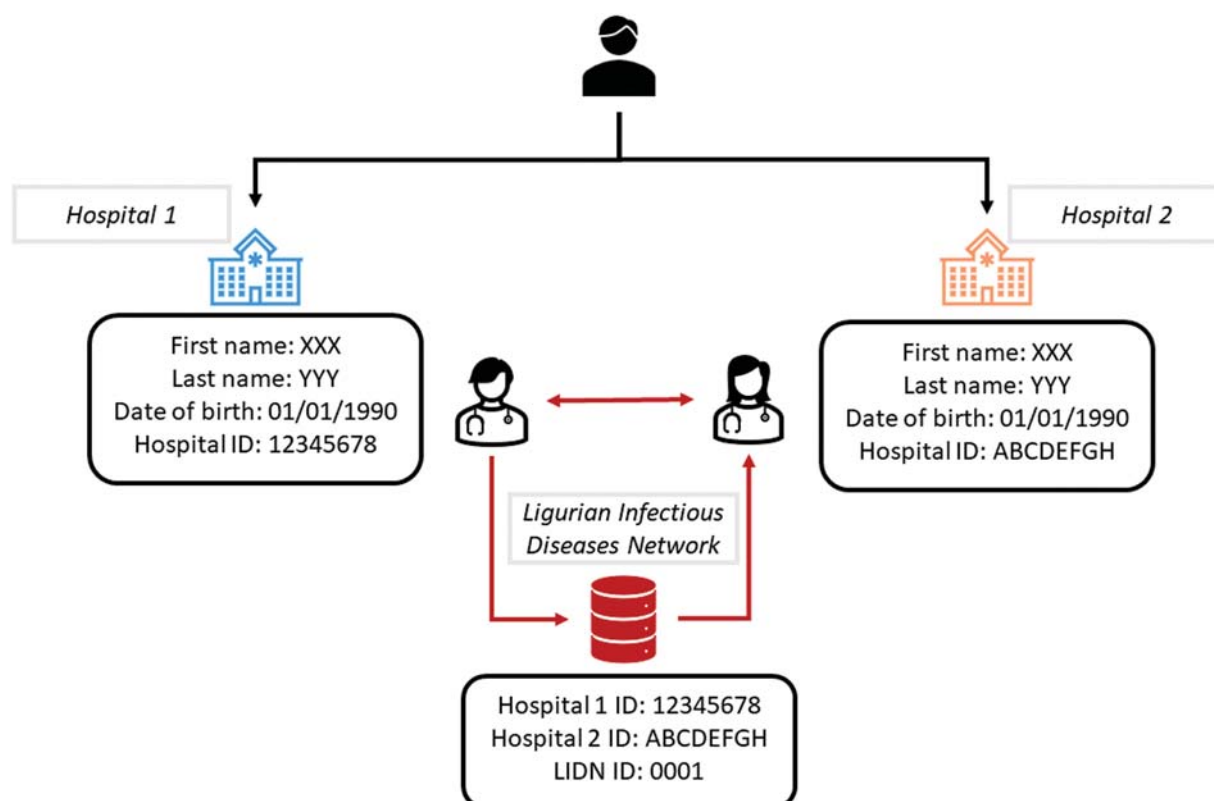 Hospital 1
Hospital 2
First name: XXX
Last name: YYY
Date of birth: 01/01/1990
Hospital ID: 12345678
First name: XXX
Last name: YYY
Date of birth: 01/01/1990
Hospital ID: ABCDEFGH
Ligurian Infectious
Diseases Network
Hospital 1 ID: 12345678
Hospital 2 ID: ABCDEFGH
LIDN ID: 0001